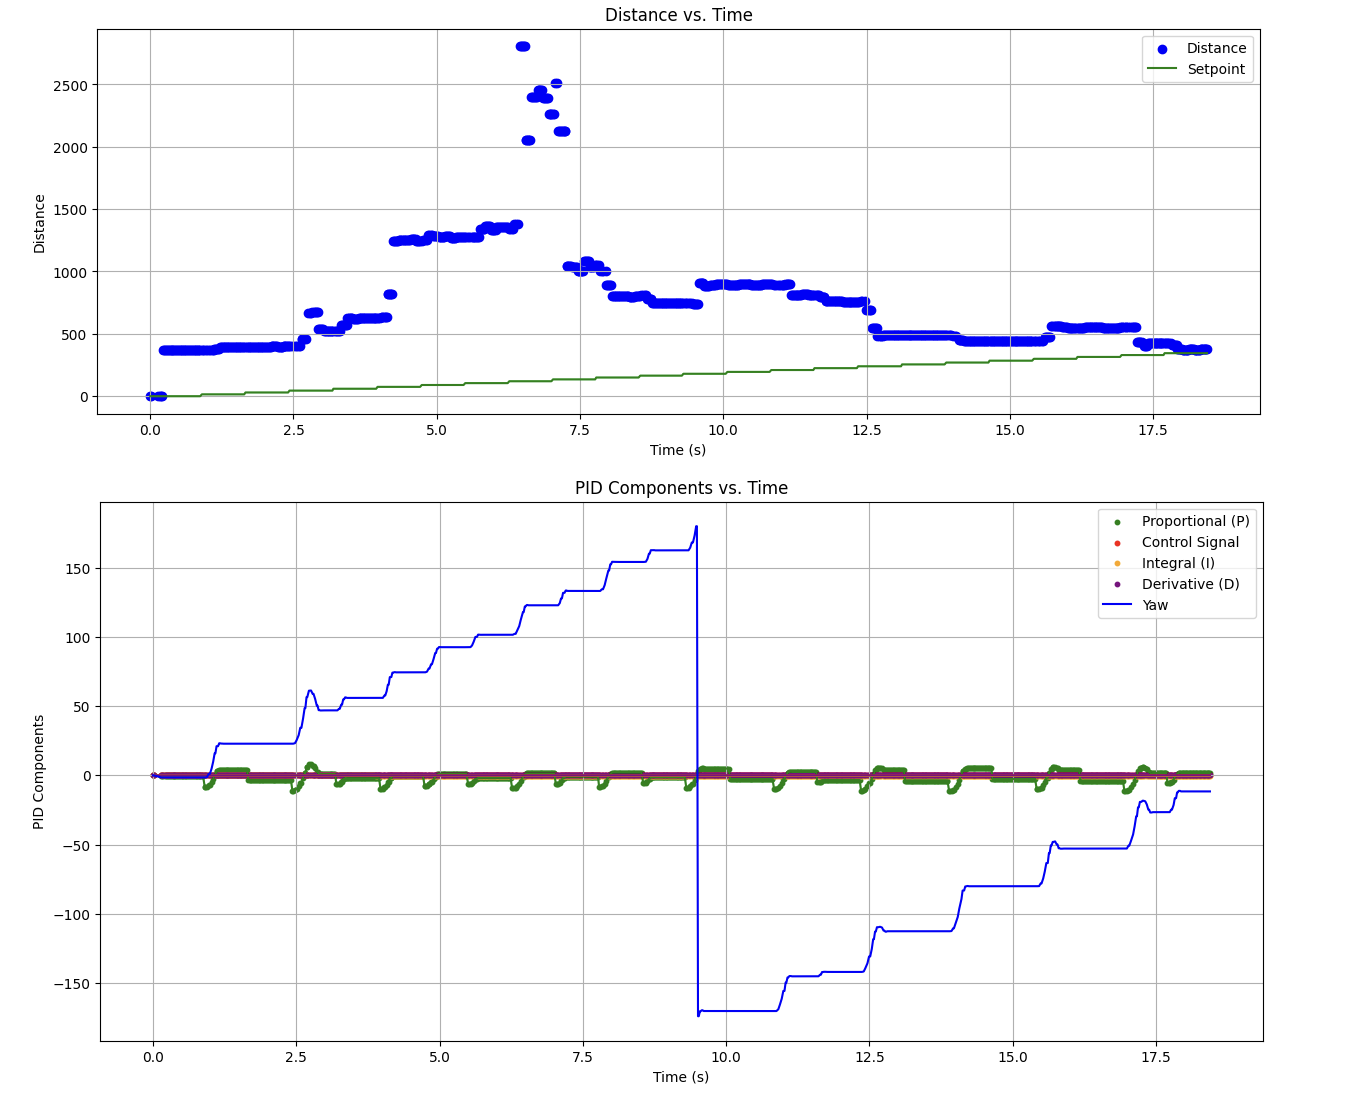 Distance vs. Time
Distance
Setpoint
2500
2000
1500
1000
500
0
Distance
0.0 2.5 5.0 7.5 10.0 12.5 15.0 17.5
Time (s)
PID Components vs. Time
Proportional (P)
Control Signal
Integral (I)
Derivative (D)
Yaw
150
100
50
0
−50
−100
−150
PID Components
0.0 2.5 5.0 7.5 10.0 12.5 15.0 17.5
Time (s)